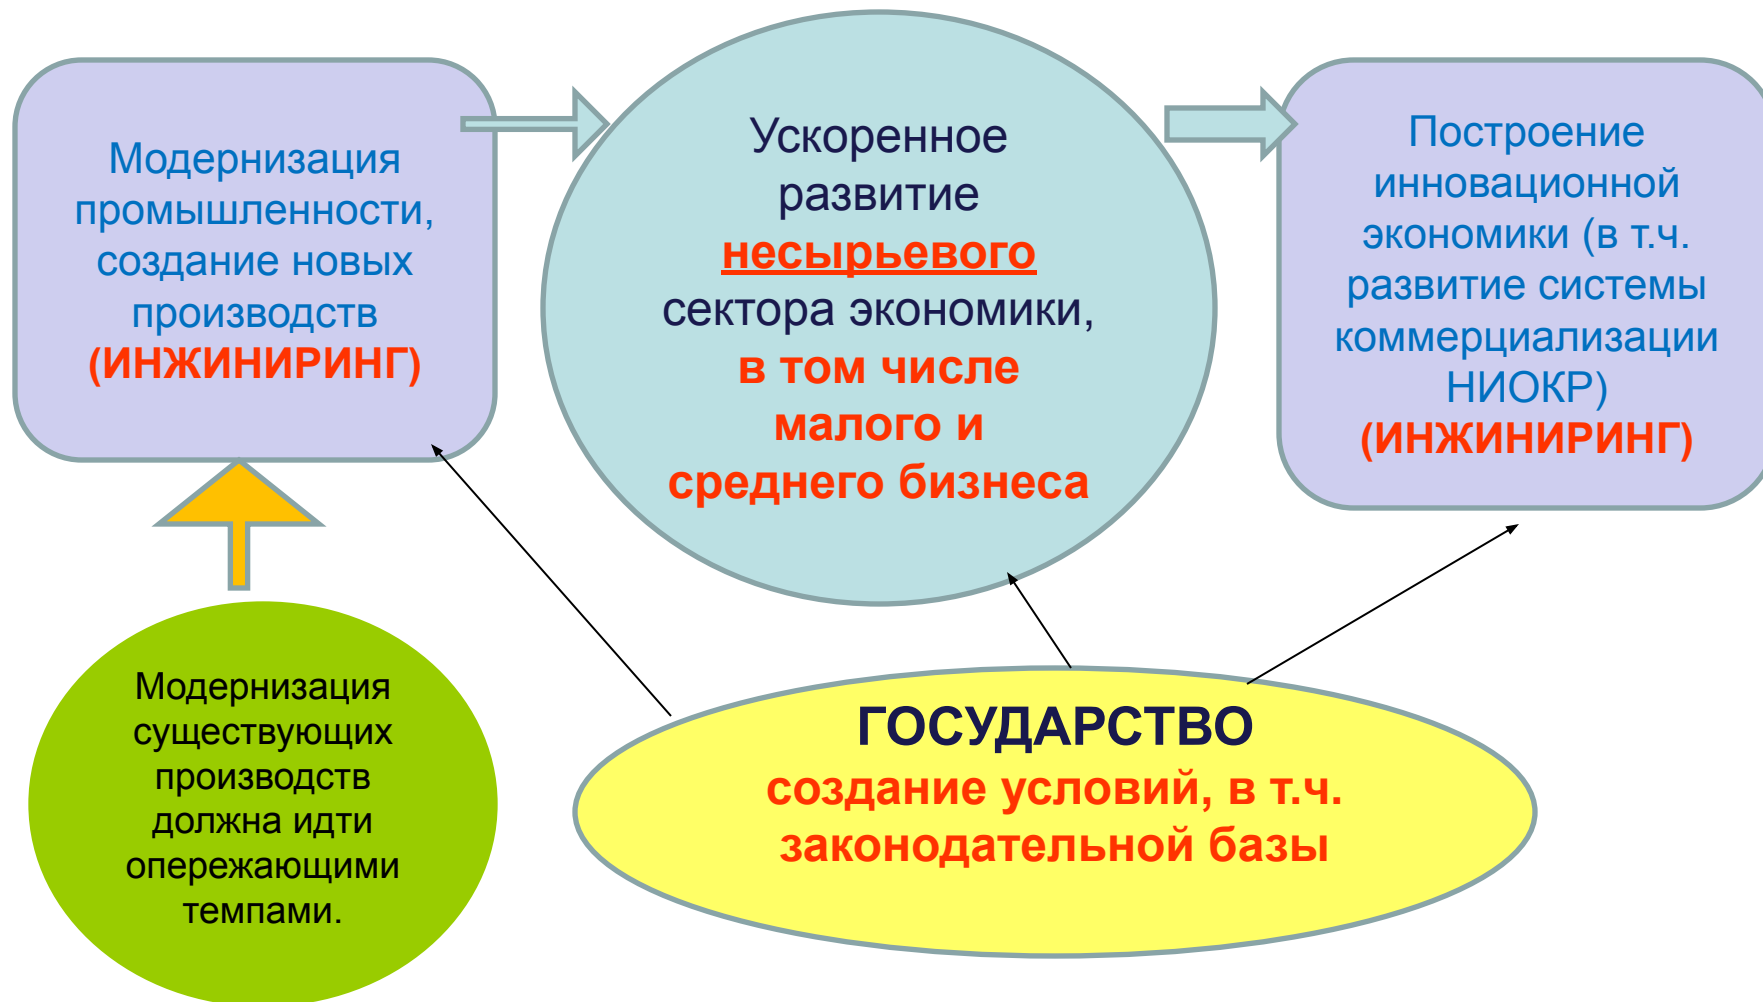 Модернизация
промышленности,
создание новых
производств
(ИНЖИНИРИНГ)
Ускоренное
развитие
несырьевого
сектора экономики,
в том числе
малого и
среднего бизнеса
Построение
инновационной
экономики (в т.ч.
развитие системы
коммерциализации
НИОКР)
(ИНЖИНИРИНГ)
Модернизация
существующих
производств
должна идти
опережающими
темпами.
ГОСУДАРСТВО
создание условий, в т.ч.
законодательной базы